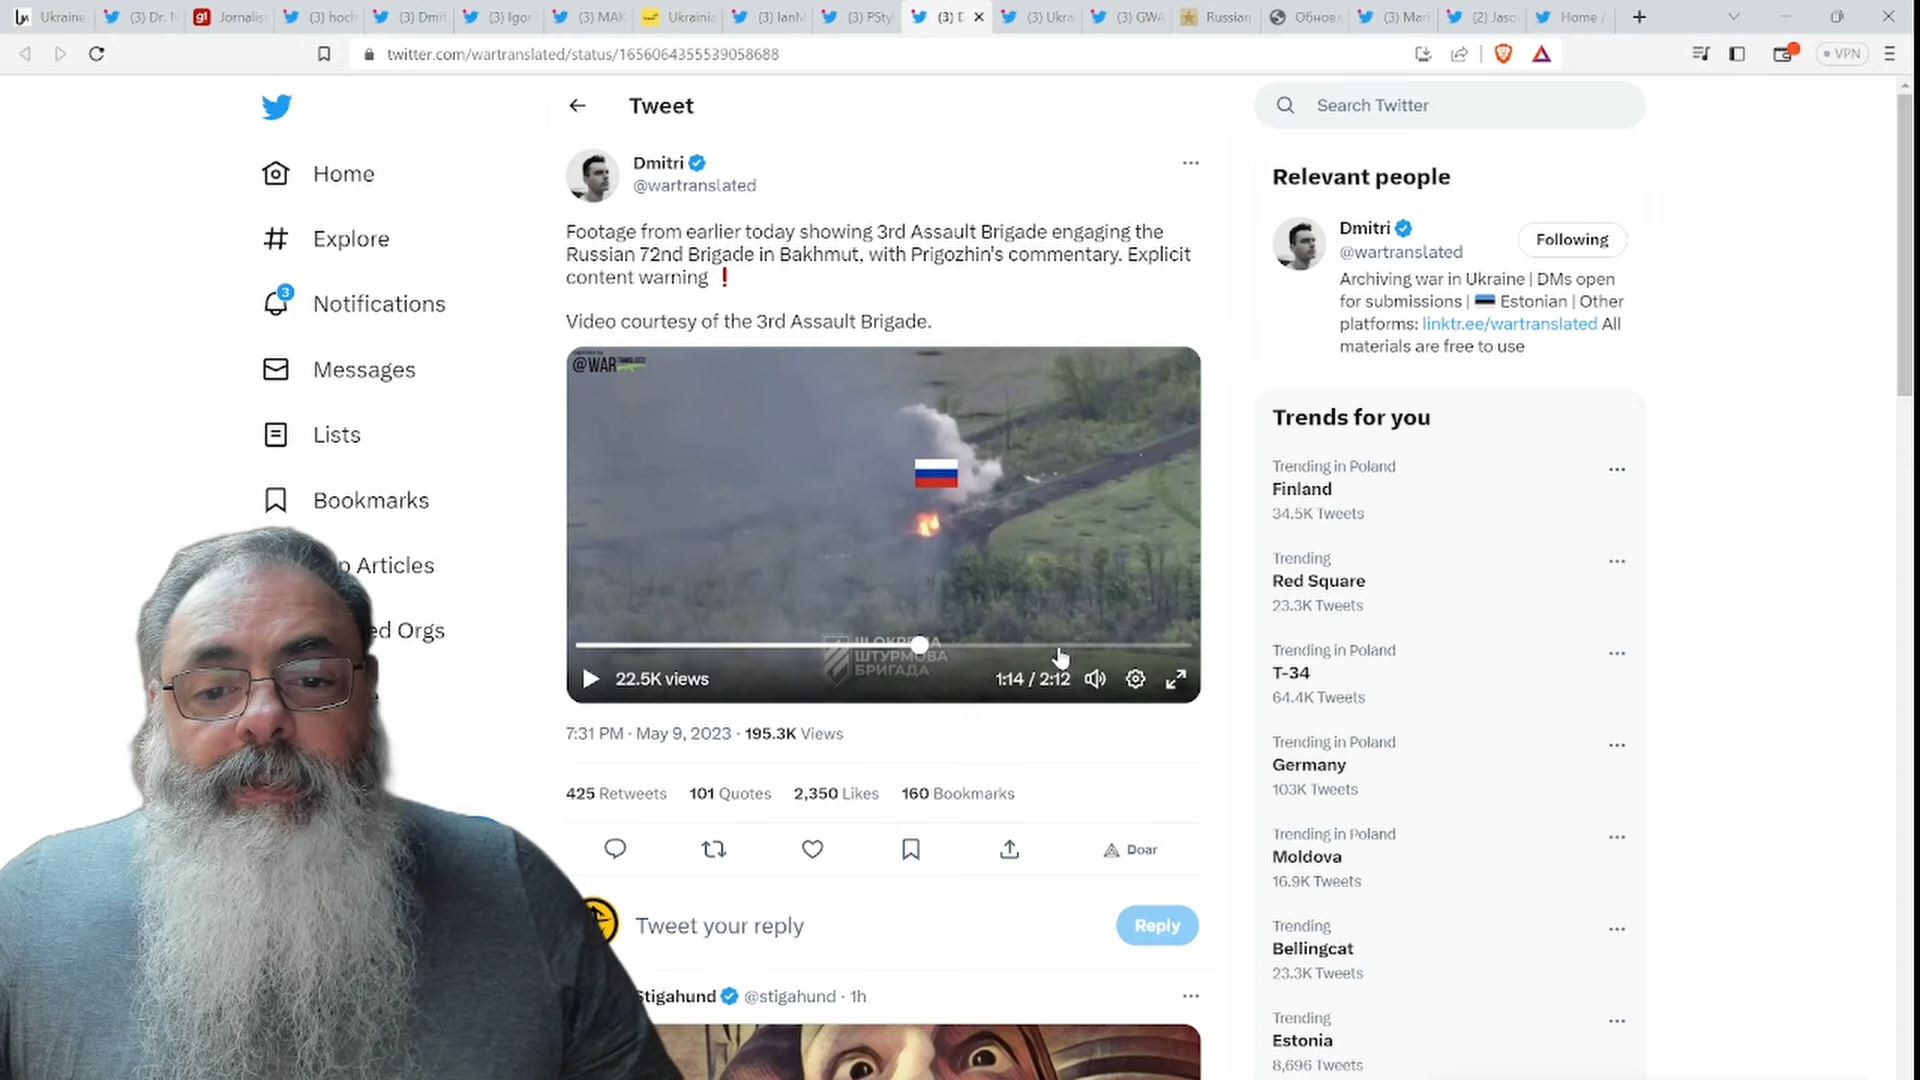 Ukraine
(3) Dr. N
g1
Jornalist
(3) hoch
(3) Dmit
(3) Igor
(3) MAK
Ukrainia
(3) IanM
(3) PSty
(3) D
(3) Ukra
(3) GWA
Russian
Обнов
(3) Mari
(2) Jaso
Home /
twitter.com/wartranslated/status/1656064355539058688
VPN
Home
Explore
3
Notifications
Messages
Lists
Bookmarks
p Articles
ed Orgs
Tweet
Dmitri
@wartranslated
Footage from earlier today showing 3rd Assault Brigade engaging the
Russian 72nd Brigade in Bakhmut, with Prigozhin's commentary. Explicit
content warning ❗
Video courtesy of the 3rd Assault Brigade.
@WAR TRANSLATED
ШТУРМОВА
БРИГАДА
22.5K views
1:14 / 2:12
7:31 PM · May 9, 2023 · 195.3K Views
425 Retweets 101 Quotes 2,350 Likes 160 Bookmarks
Doar
Tweet your reply
Reply
Stigahund @stigahund · 1h
Search Twitter
Relevant people
Dmitri
@wartranslated
Following
Archiving war in Ukraine | DMs open
for submissions | 🇪🇪 Estonian | Other
platforms: linktr.ee/wartranslated All
materials are free to use
Trends for you
Trending in Poland
Finland
34.5K Tweets
Trending
Red Square
23.3K Tweets
Trending in Poland
T-34
64.4K Tweets
Trending in Poland
Germany
103K Tweets
Trending in Poland
Moldova
16.9K Tweets
Trending
Bellingcat
23.3K Tweets
Trending
Estonia
8,696 Tweets